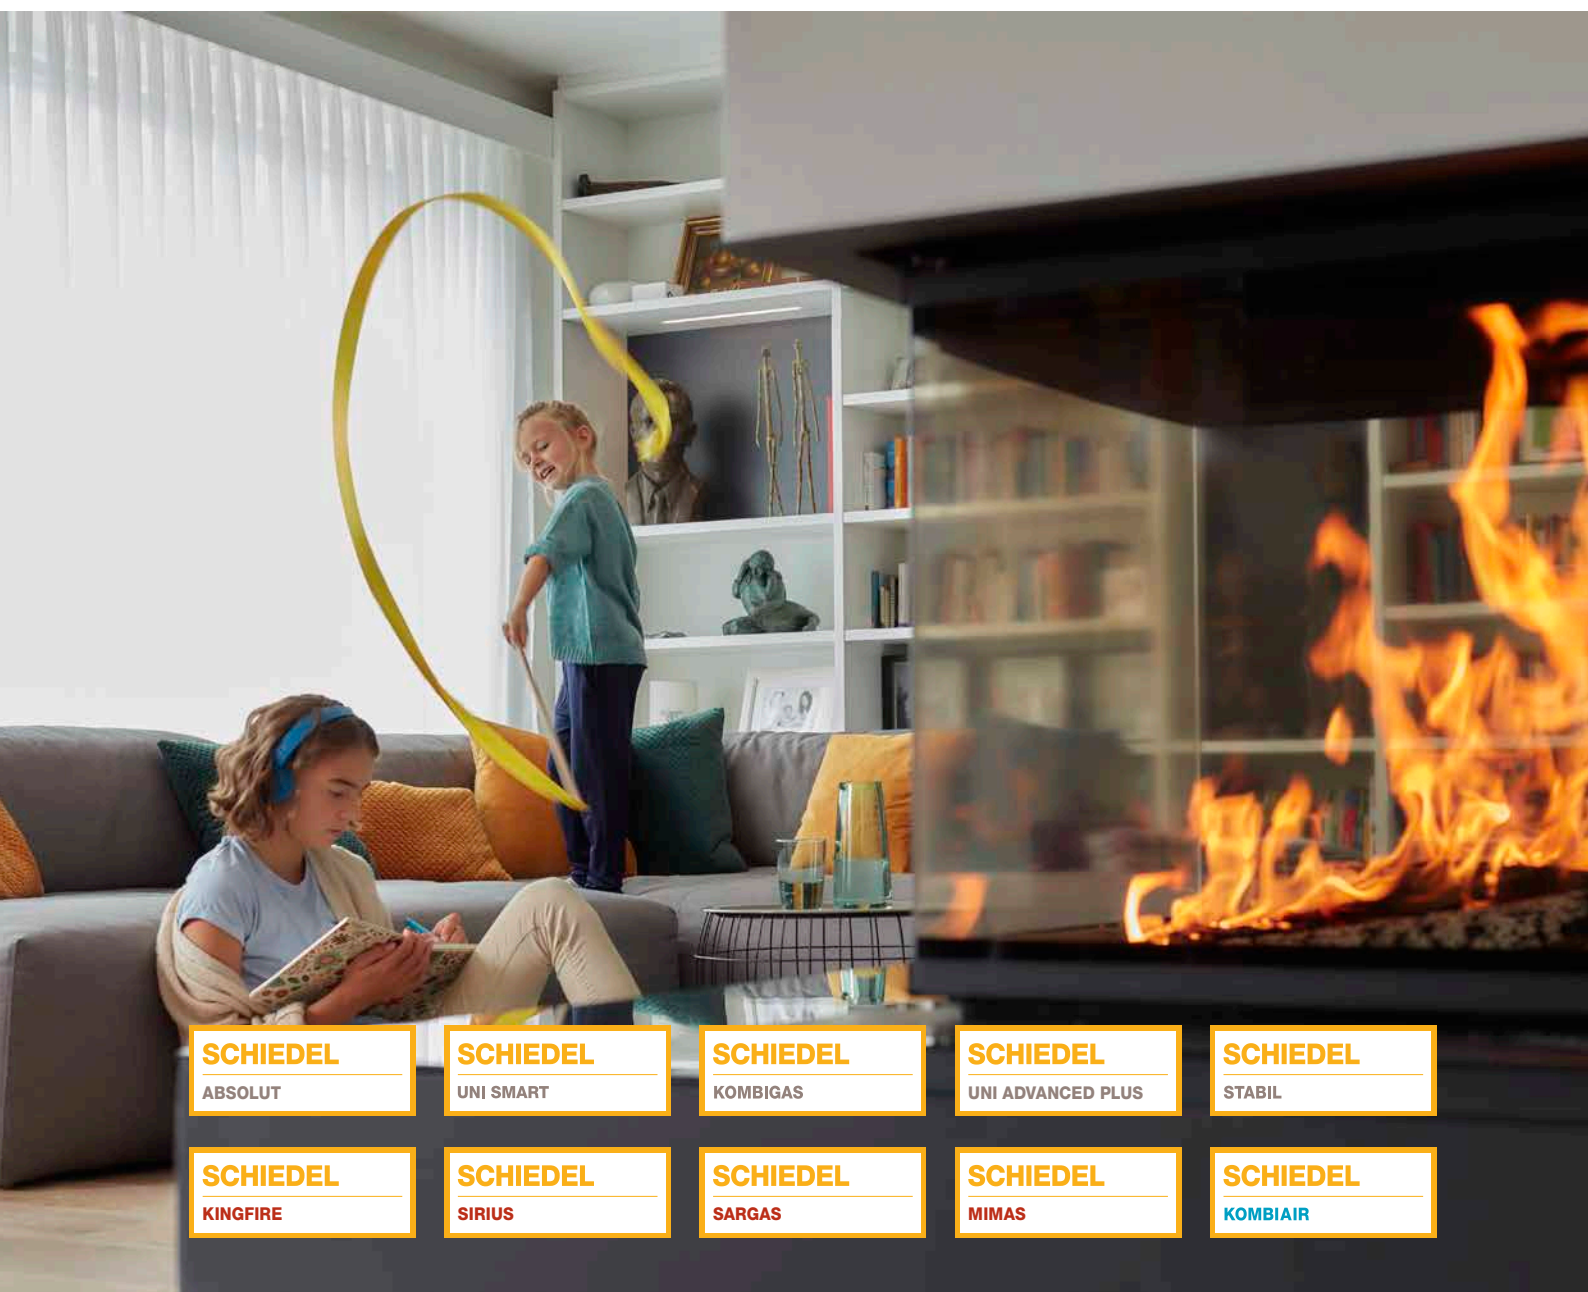 SCHIEDEL
ABSOLUT
SCHIEDEL
UNI SMART
SCHIEDEL
KOMBIGAS
SCHIEDEL
UNI ADVANCED PLUS
SCHIEDEL
STABIL
SCHIEDEL
KINGFIRE
SCHIEDEL
SIRIUS
SCHIEDEL
SARGAS
SCHIEDEL
MIMAS
SCHIEDEL
KOMBIAIR